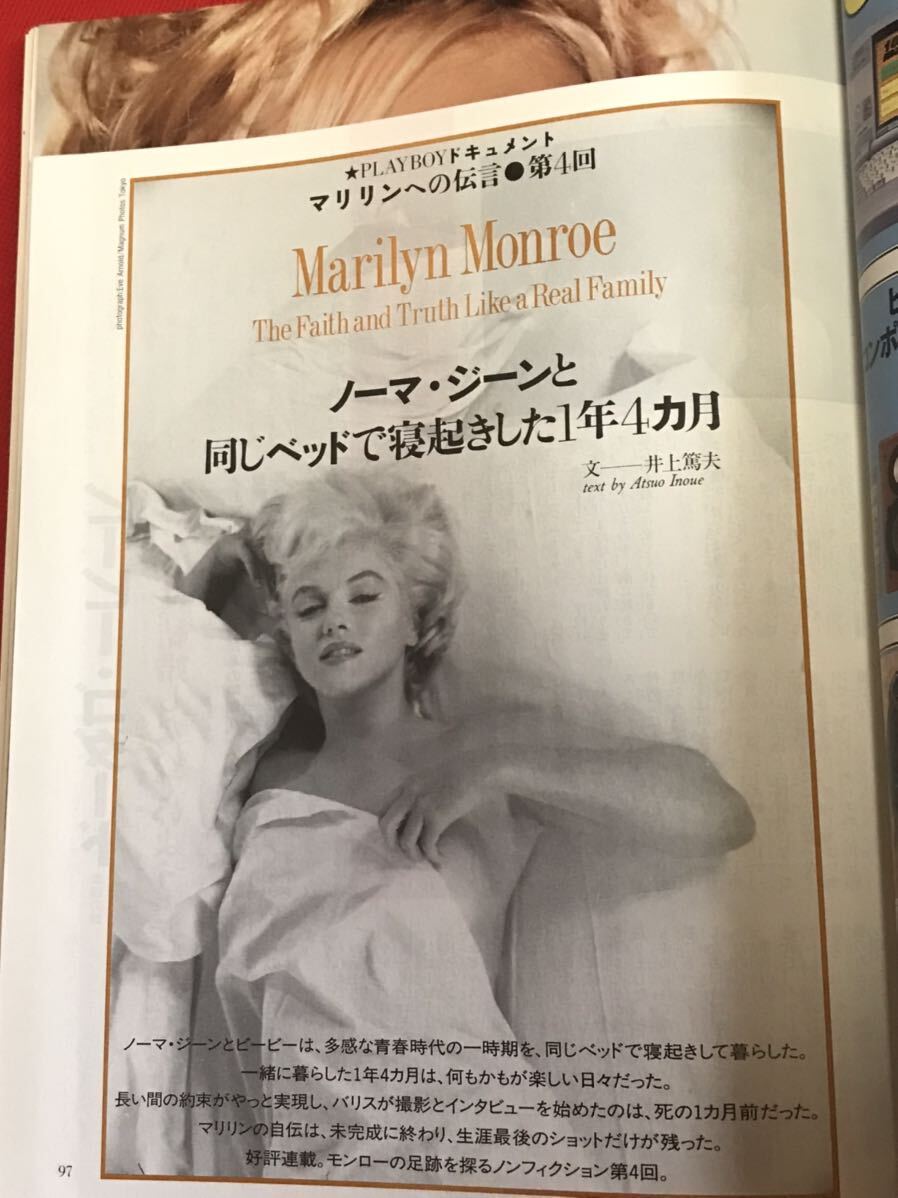 ★PLAYBOYドキュメント
マリリンへの伝言●第4回
Marilyn Monroe
The Faith and Truth Like a Real Family
ノーマ・ジーンと
同じベッドで寝起きした1年4カ月
文——井上篤夫
text by Atsuo Inoue
photograph:Eve Arnold/Magnum Photos Tokyo
ノーマ・ジーンとビービーは、多感な青春時代の一時期を、同じベッドで寝起きして暮らした。
一緒に暮らした1年4カ月は、何もかもが楽しい日々だった。
長い間の約束がやっと実現し、バリスが撮影とインタビューを始めたのは、死の1カ月前だった。
マリリンの自伝は、未完成に終わり、生涯最後のショットだけが残った。
好評連載。モンローの足跡を探るノンフィクション第4回。
97